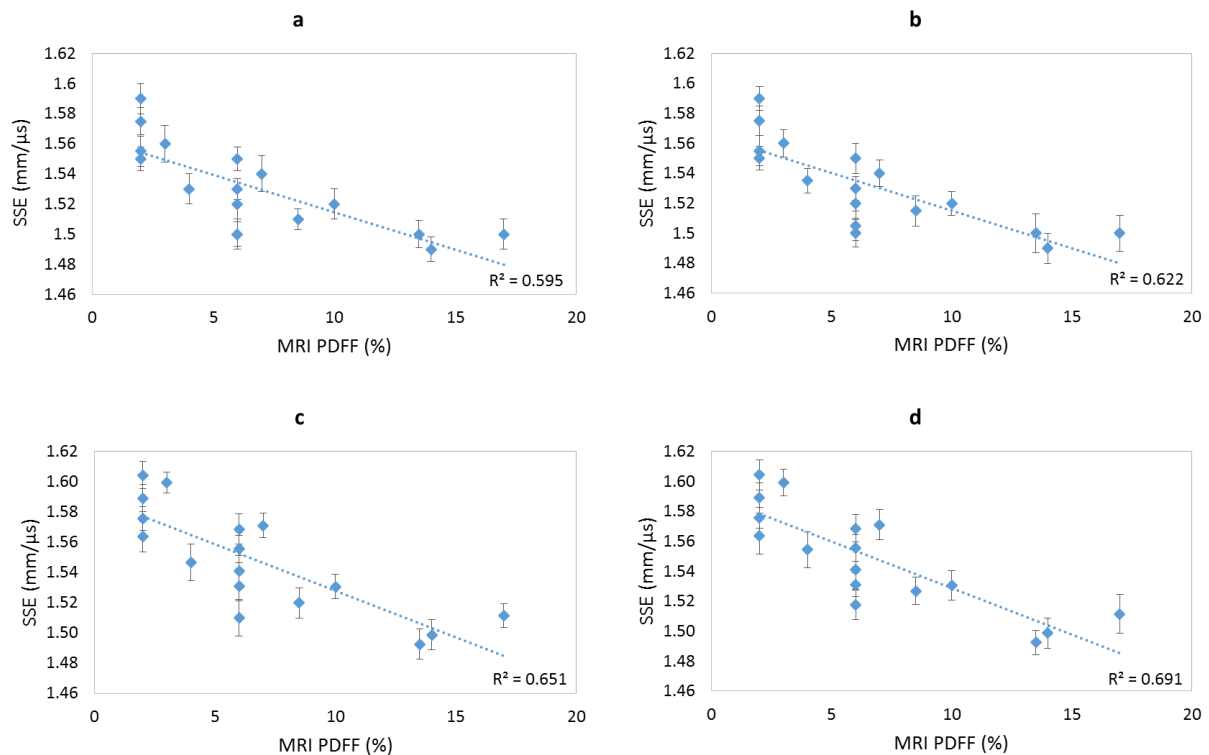 a
1.62
1.6
1.58
1.56
1.54
1.52
1.5
1.48
1.46
SSE (mm/µs)
R² = 0.595
0 5 10 15 20
MRI PDFF (%)
b
1.62
1.6
1.58
1.56
1.54
1.52
1.5
1.48
1.46
SSE (mm/µs)
R² = 0.622
0 5 10 15 20
MRI PDFF (%)
c
1.62
1.60
1.58
1.56
1.54
1.52
1.50
1.48
1.46
SSE (mm/µs)
R² = 0.651
0 5 10 15 20
MRI PDFF (%)
d
1.62
1.60
1.58
1.56
1.54
1.52
1.50
1.48
1.46
SSE (mm/µs)
R² = 0.691
0 5 10 15 20
MRI PDFF (%)